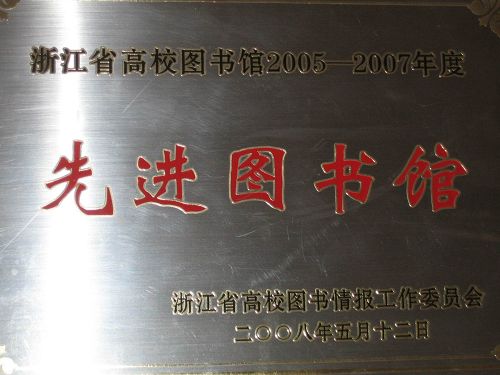 浙江省高校图书馆2005—2007年度
先进图书馆
浙江省高校图书情报工作委员会
二〇〇八年五月十二日